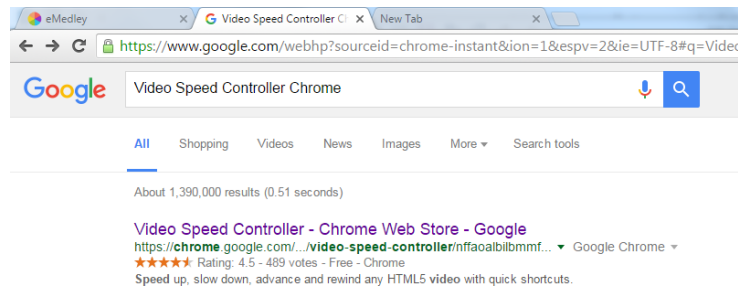 eMedley
Video Speed Controller C
New Tab
https://www.google.com/webhp?sourceid=chrome-instant&ion=1&espv=2&ie=UTF-8#q=Video
Google
Video Speed Controller Chrome
All Shopping Videos News Images More Search tools
About 1,390,000 results (0.51 seconds)
Video Speed Controller - Chrome Web Store - Google
https://chrome.google.com/.../video-speed-controller/nffaoalbilbmmf... Google Chrome
Rating: 4.5 - 489 votes - Free - Chrome
Speed up, slow down, advance and rewind any HTML5 video with quick shortcuts.